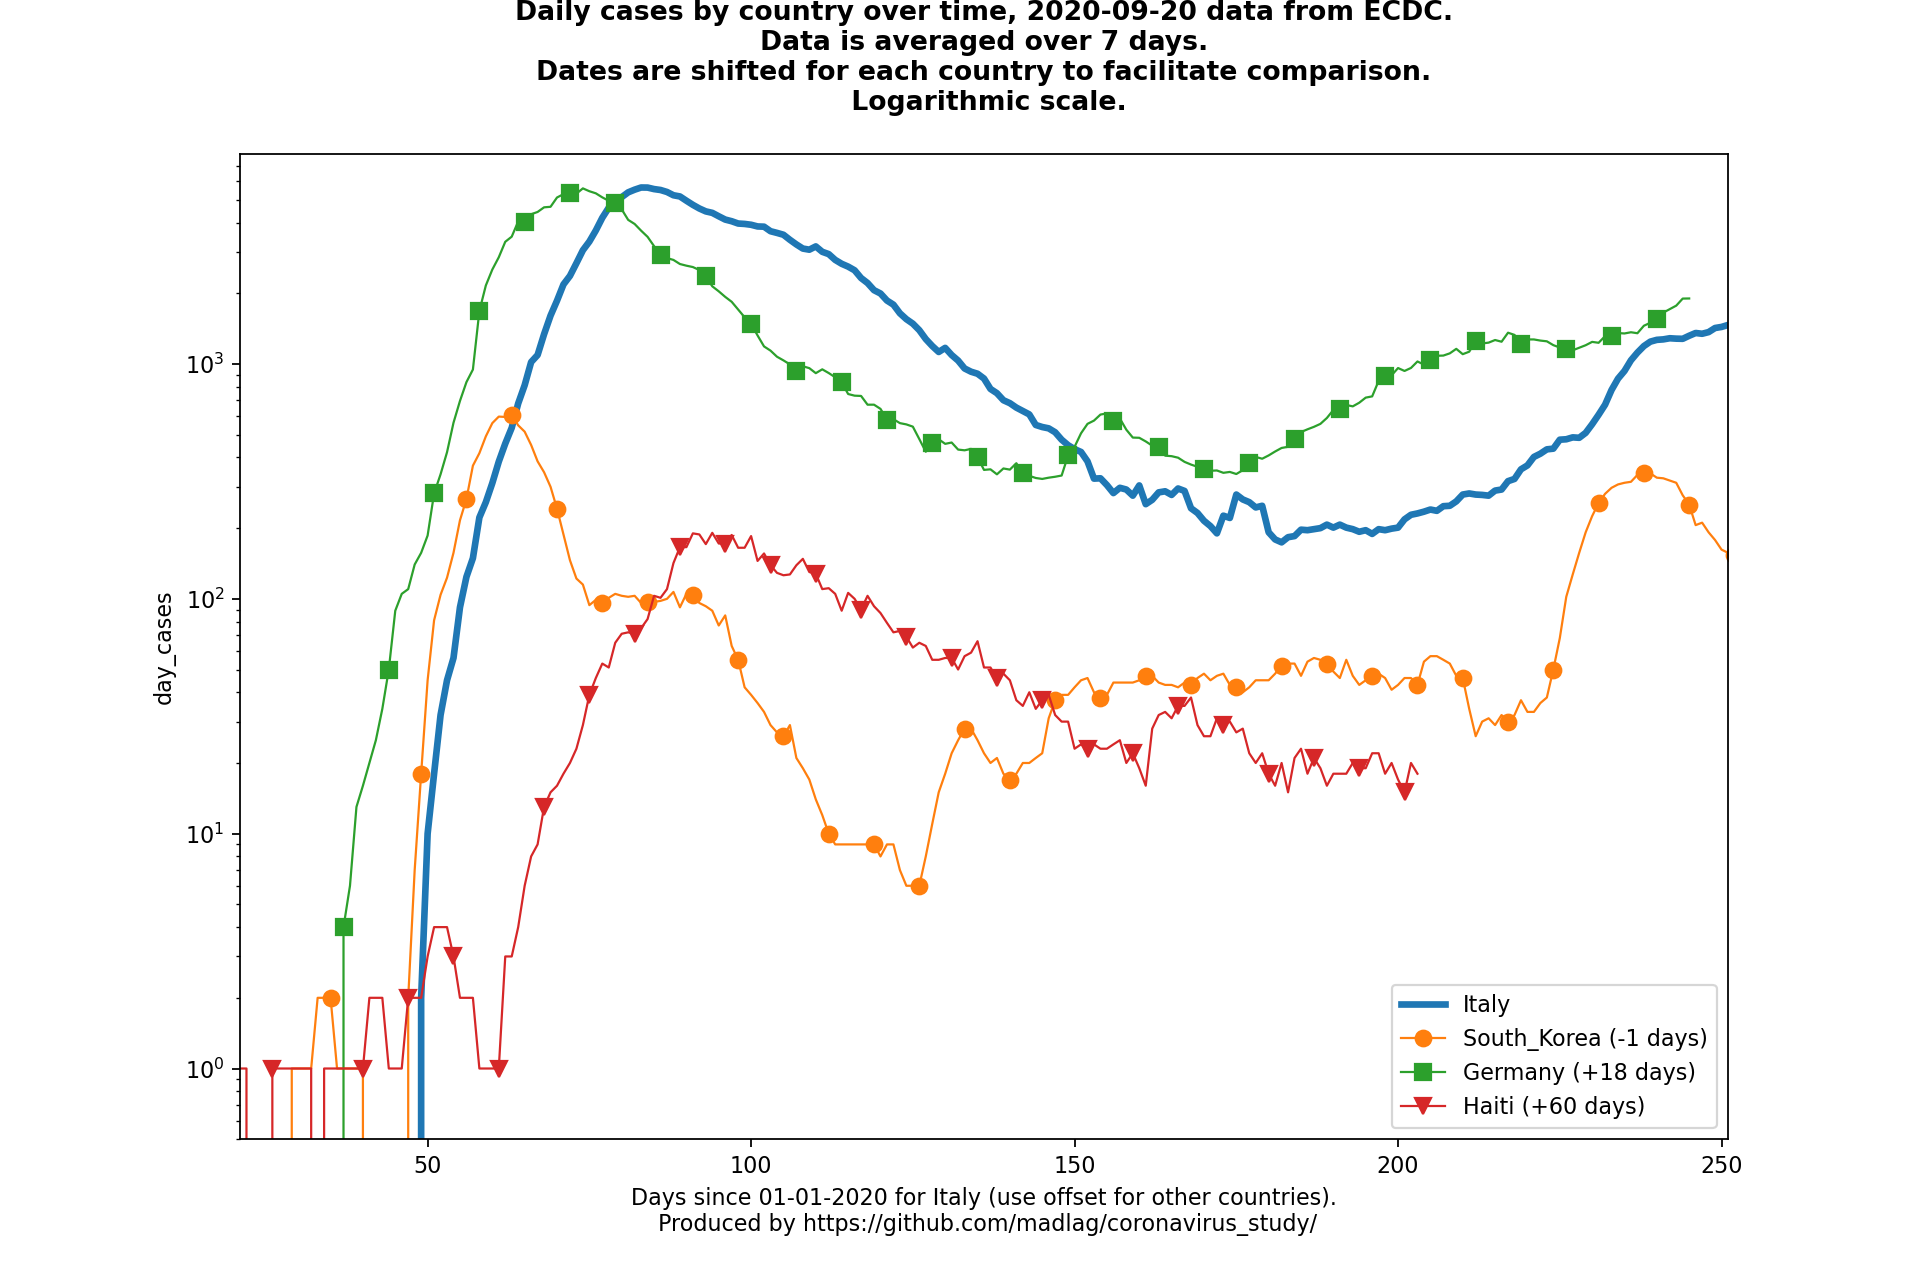 Daily cases by country over time, 2020-09-20 data from ECDC.
Data is averaged over 7 days.
Dates are shifted for each country to facilitate comparison.
Logarithmic scale.
day_cases
10³
10²
10¹
10⁰
50
100
150
200
250
Italy
South_Korea (-1 days)
Germany (+18 days)
Haiti (+60 days)
Days since 01-01-2020 for Italy (use offset for other countries).
Produced by https://github.com/madlag/coronavirus_study/